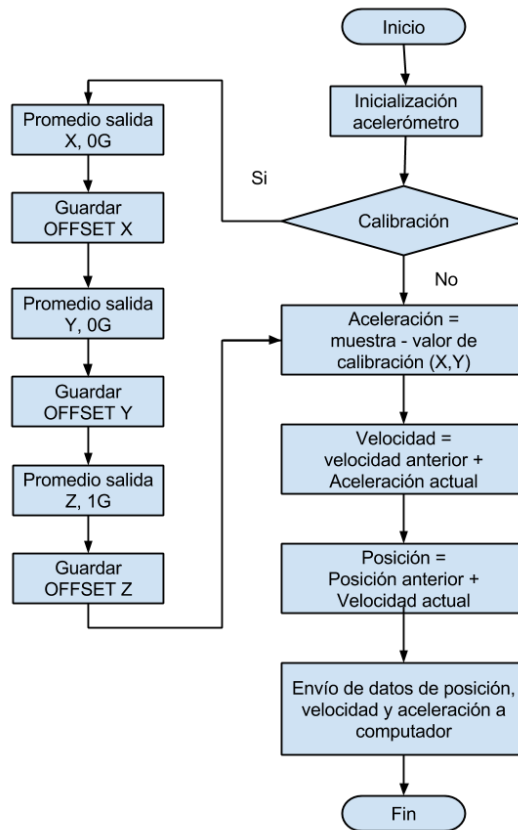 Inicio
Inicialización
acelerómetro
Calibración
Si
No
Promedio salida
X, 0G
Guardar
OFFSET X
Promedio salida
Y, 0G
Guardar
OFFSET Y
Promedio salida
Z, 1G
Guardar
OFFSET Z
Aceleración =
muestra - valor de
calibración (X,Y)
Velocidad =
velocidad anterior +
Aceleración actual
Posición =
Posición anterior +
Velocidad actual
Envío de datos de posición,
velocidad y aceleración a
computador
Fin